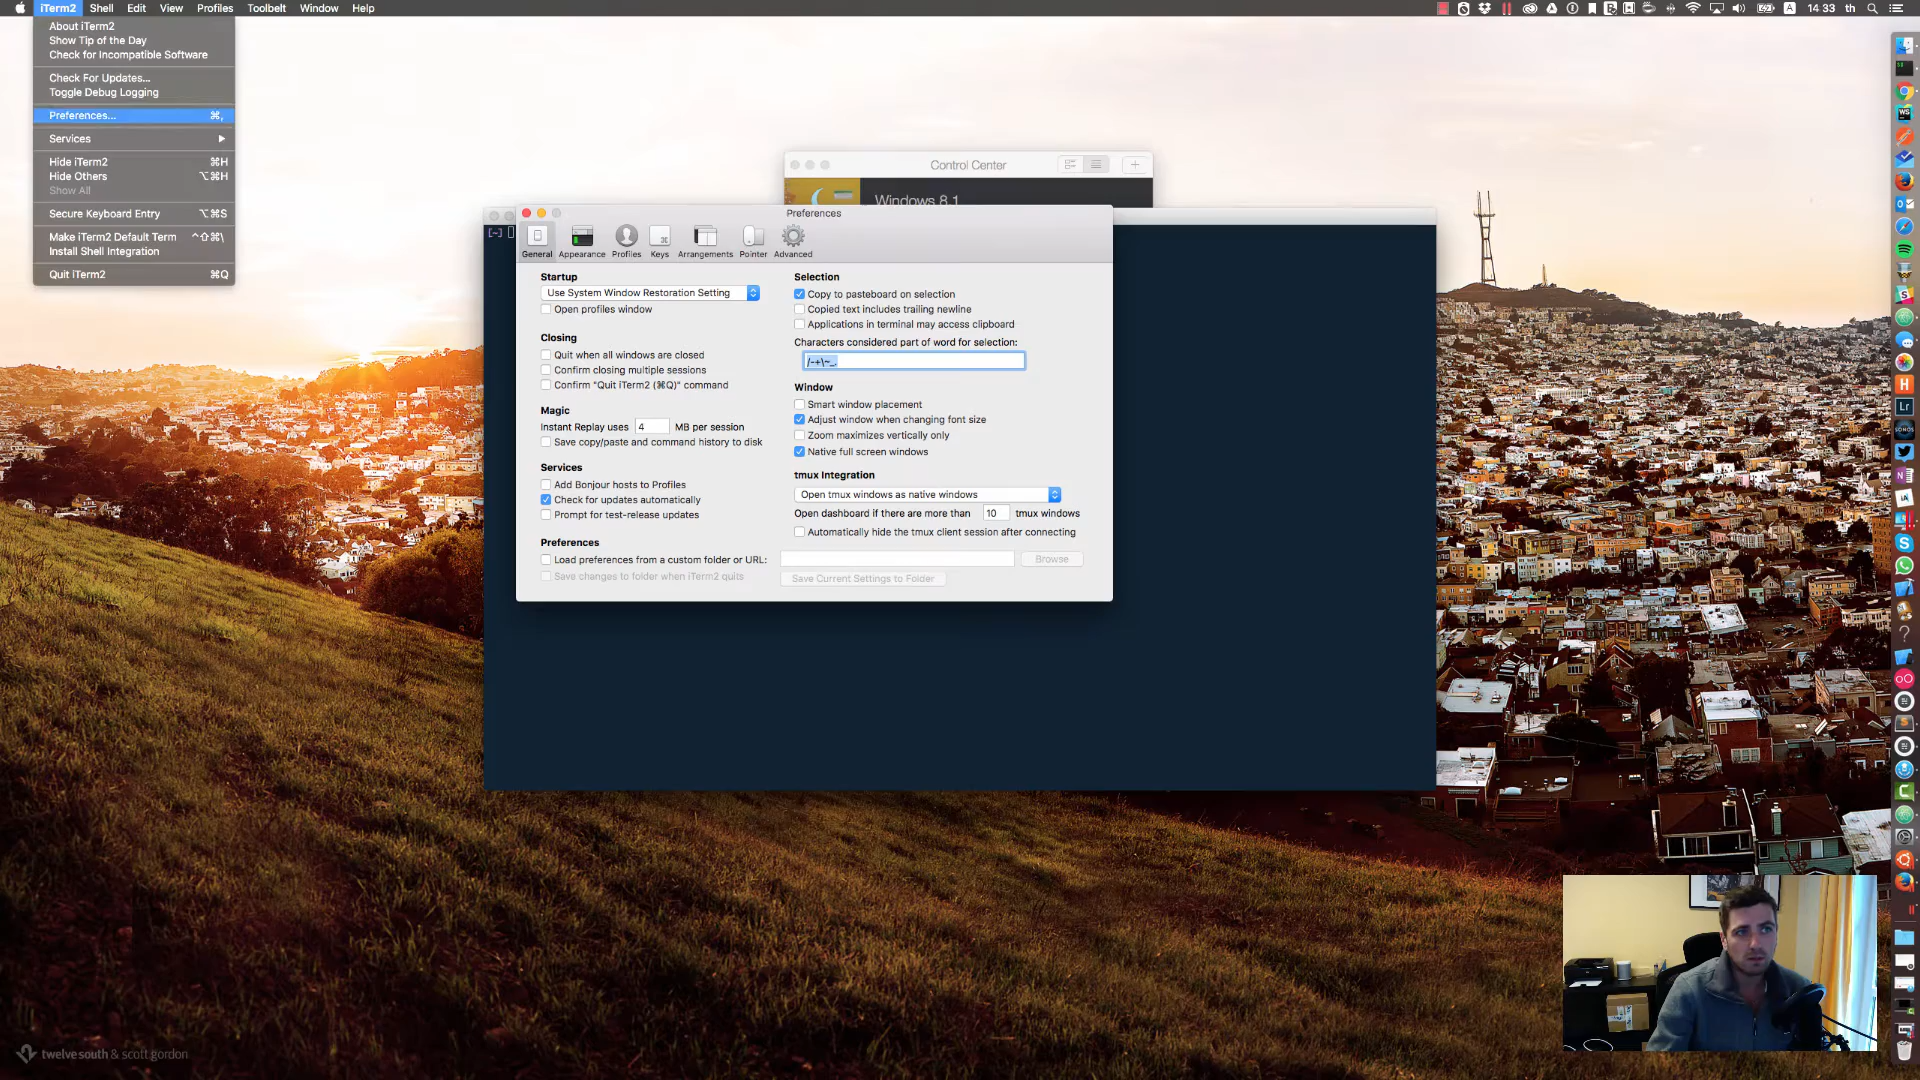 iTerm2 Shell Edit View Profiles Toolbelt Window Help
14 33 th
About iTerm2
Show Tip of the Day
Check for Incompatible Software
Check For Updates...
Toggle Debug Logging
Preferences... ⌘,
Services ▶
Hide iTerm2 ⌘H
Hide Others ⌥⌘H
Show All
Secure Keyboard Entry ⌥⌘S
Make iTerm2 Default Term ^⇧⌘\
Install Shell Integration
Quit iTerm2 ⌘Q
Control Center
Windows 8.1
[~]
Preferences
General Appearance Profiles Keys Arrangements Pointer Advanced
Startup
Use System Window Restoration Setting
Open profiles window
Closing
Quit when all windows are closed
Confirm closing multiple sessions
Confirm "Quit iTerm2 (⌘Q)" command
Magic
Instant Replay uses 4 MB per session
Save copy/paste and command history to disk
Services
Add Bonjour hosts to Profiles
Check for updates automatically
Prompt for test-release updates
Preferences
Load preferences from a custom folder or URL:
Save changes to folder when iTerm2 quits
Selection
Copy to pasteboard on selection
Copied text includes trailing newline
Applications in terminal may access clipboard
Characters considered part of word for selection:
/-+\~_.
Window
Smart window placement
Adjust window when changing font size
Zoom maximizes vertically only
Native full screen windows
tmux Integration
Open tmux windows as native windows
Open dashboard if there are more than 10 tmux windows
Automatically hide the tmux client session after connecting
Browse
Save Current Settings to Folder
twelve south & scott gordon